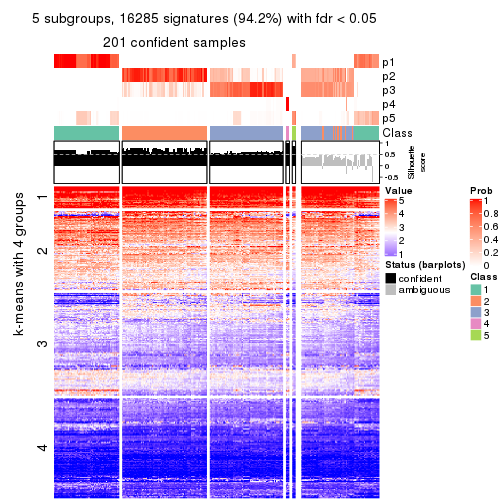 5 subgroups, 16285 signatures (94.2%) with fdr < 0.05
201 confident samples
p1
p2
p3
p4
p5
Class
1
0.5
0
-0.5
Silhouette
score
k-means with 4 groups
1
2
3
4
Value
5
4
3
2
1
Status (barplots)
confident
ambiguous
Prob
1
0.8
0.6
0.4
0.2
0
Class
1
2
3
4
5